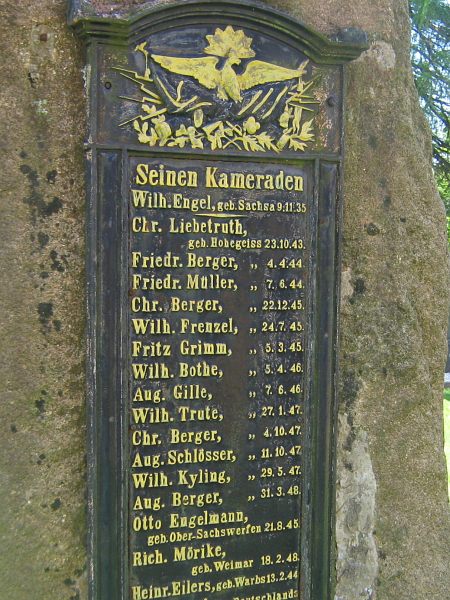 Seinen Kameraden
Wilh. Engel, geb. Sachsa 9.11.35
Chr. Liebetruth,
geb. Hohegeiss 23.10.43.
Friedr. Berger, „ 4.4.44.
Friedr. Müller, „ 7.6.44.
Chr. Berger, „ 22.12.45.
Wilh. Frenzel, „ 24.7.45.
Fritz Grimm, „ 5.3.45.
Wilh. Bothe, „ 5.4.46.
Aug. Gille, „ 7.6.46.
Wilh. Trute, „ 27.1.47.
Chr. Berger, „ 4.10.47.
Aug. Schlösser, „ 11.10.47.
Wilh. Kyling, „ 29.5.47.
Aug. Berger, „ 31.3.48.
Otto Engelmann,
geb. Ober-Sachswerfen 21.8.45.
Rich. Mörike,
geb. Weimar 18.2.48.
Heinr. Eilers, geb. Warbs 13.2.44
Deutschlands